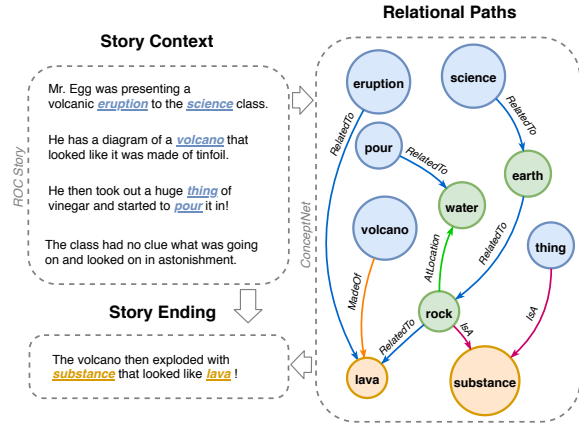 Story Context
Mr. Egg was presenting a
volcanic eruption to the science class.
He has a diagram of a volcano that
looked like it was made of tinfoil.
He then took out a huge thing of
vinegar and started to pour it in!
The class had no clue what was going
on and looked on in astonishment.
ROC Story
Story Ending
The volcano then exploded with
substance that looked like lava !
Relational Paths
ConceptNet
eruption
science
pour
earth
water
volcano
thing
rock
lava
substance
RelatedTo
RelatedTo
RelatedTo
RelatedTo
AtLocation
MadeOf
IsA
IsA
RelatedTo